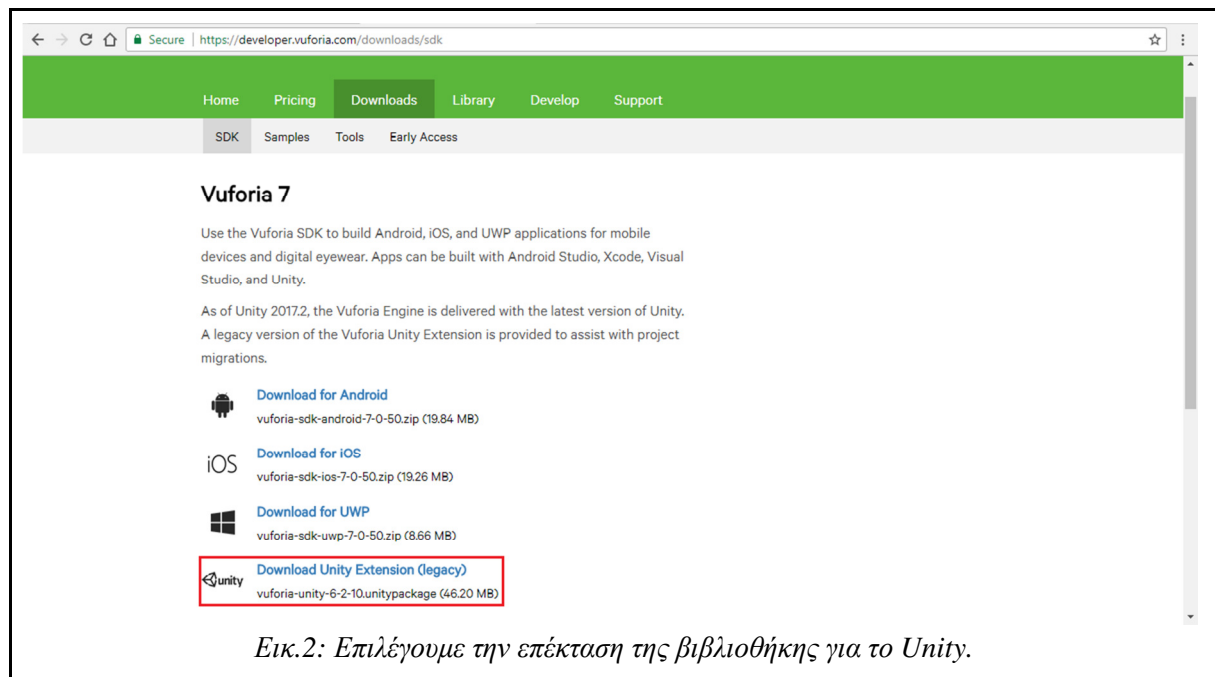 Secure | https://developer.vuforia.com/downloads/sdk
Home Pricing Downloads Library Develop Support
SDK Samples Tools Early Access
Vuforia 7
Use the Vuforia SDK to build Android, iOS, and UWP applications for mobile
devices and digital eyewear. Apps can be built with Android Studio, Xcode, Visual
Studio, and Unity.
As of Unity 2017.2, the Vuforia Engine is delivered with the latest version of Unity.
A legacy version of the Vuforia Unity Extension is provided to assist with project
migrations.
Download for Android
vuforia-sdk-android-7-0-50.zip (19.84 MB)
iOS
Download for iOS
vuforia-sdk-ios-7-0-50.zip (19.26 MB)
Download for UWP
vuforia-sdk-uwp-7-0-50.zip (8.66 MB)
unity
Download Unity Extension (legacy)
vuforia-unity-6-2-10.unitypackage (46.20 MB)
Εικ.2: Επιλέγουμε την επέκταση της βιβλιοθήκης για το Unity.